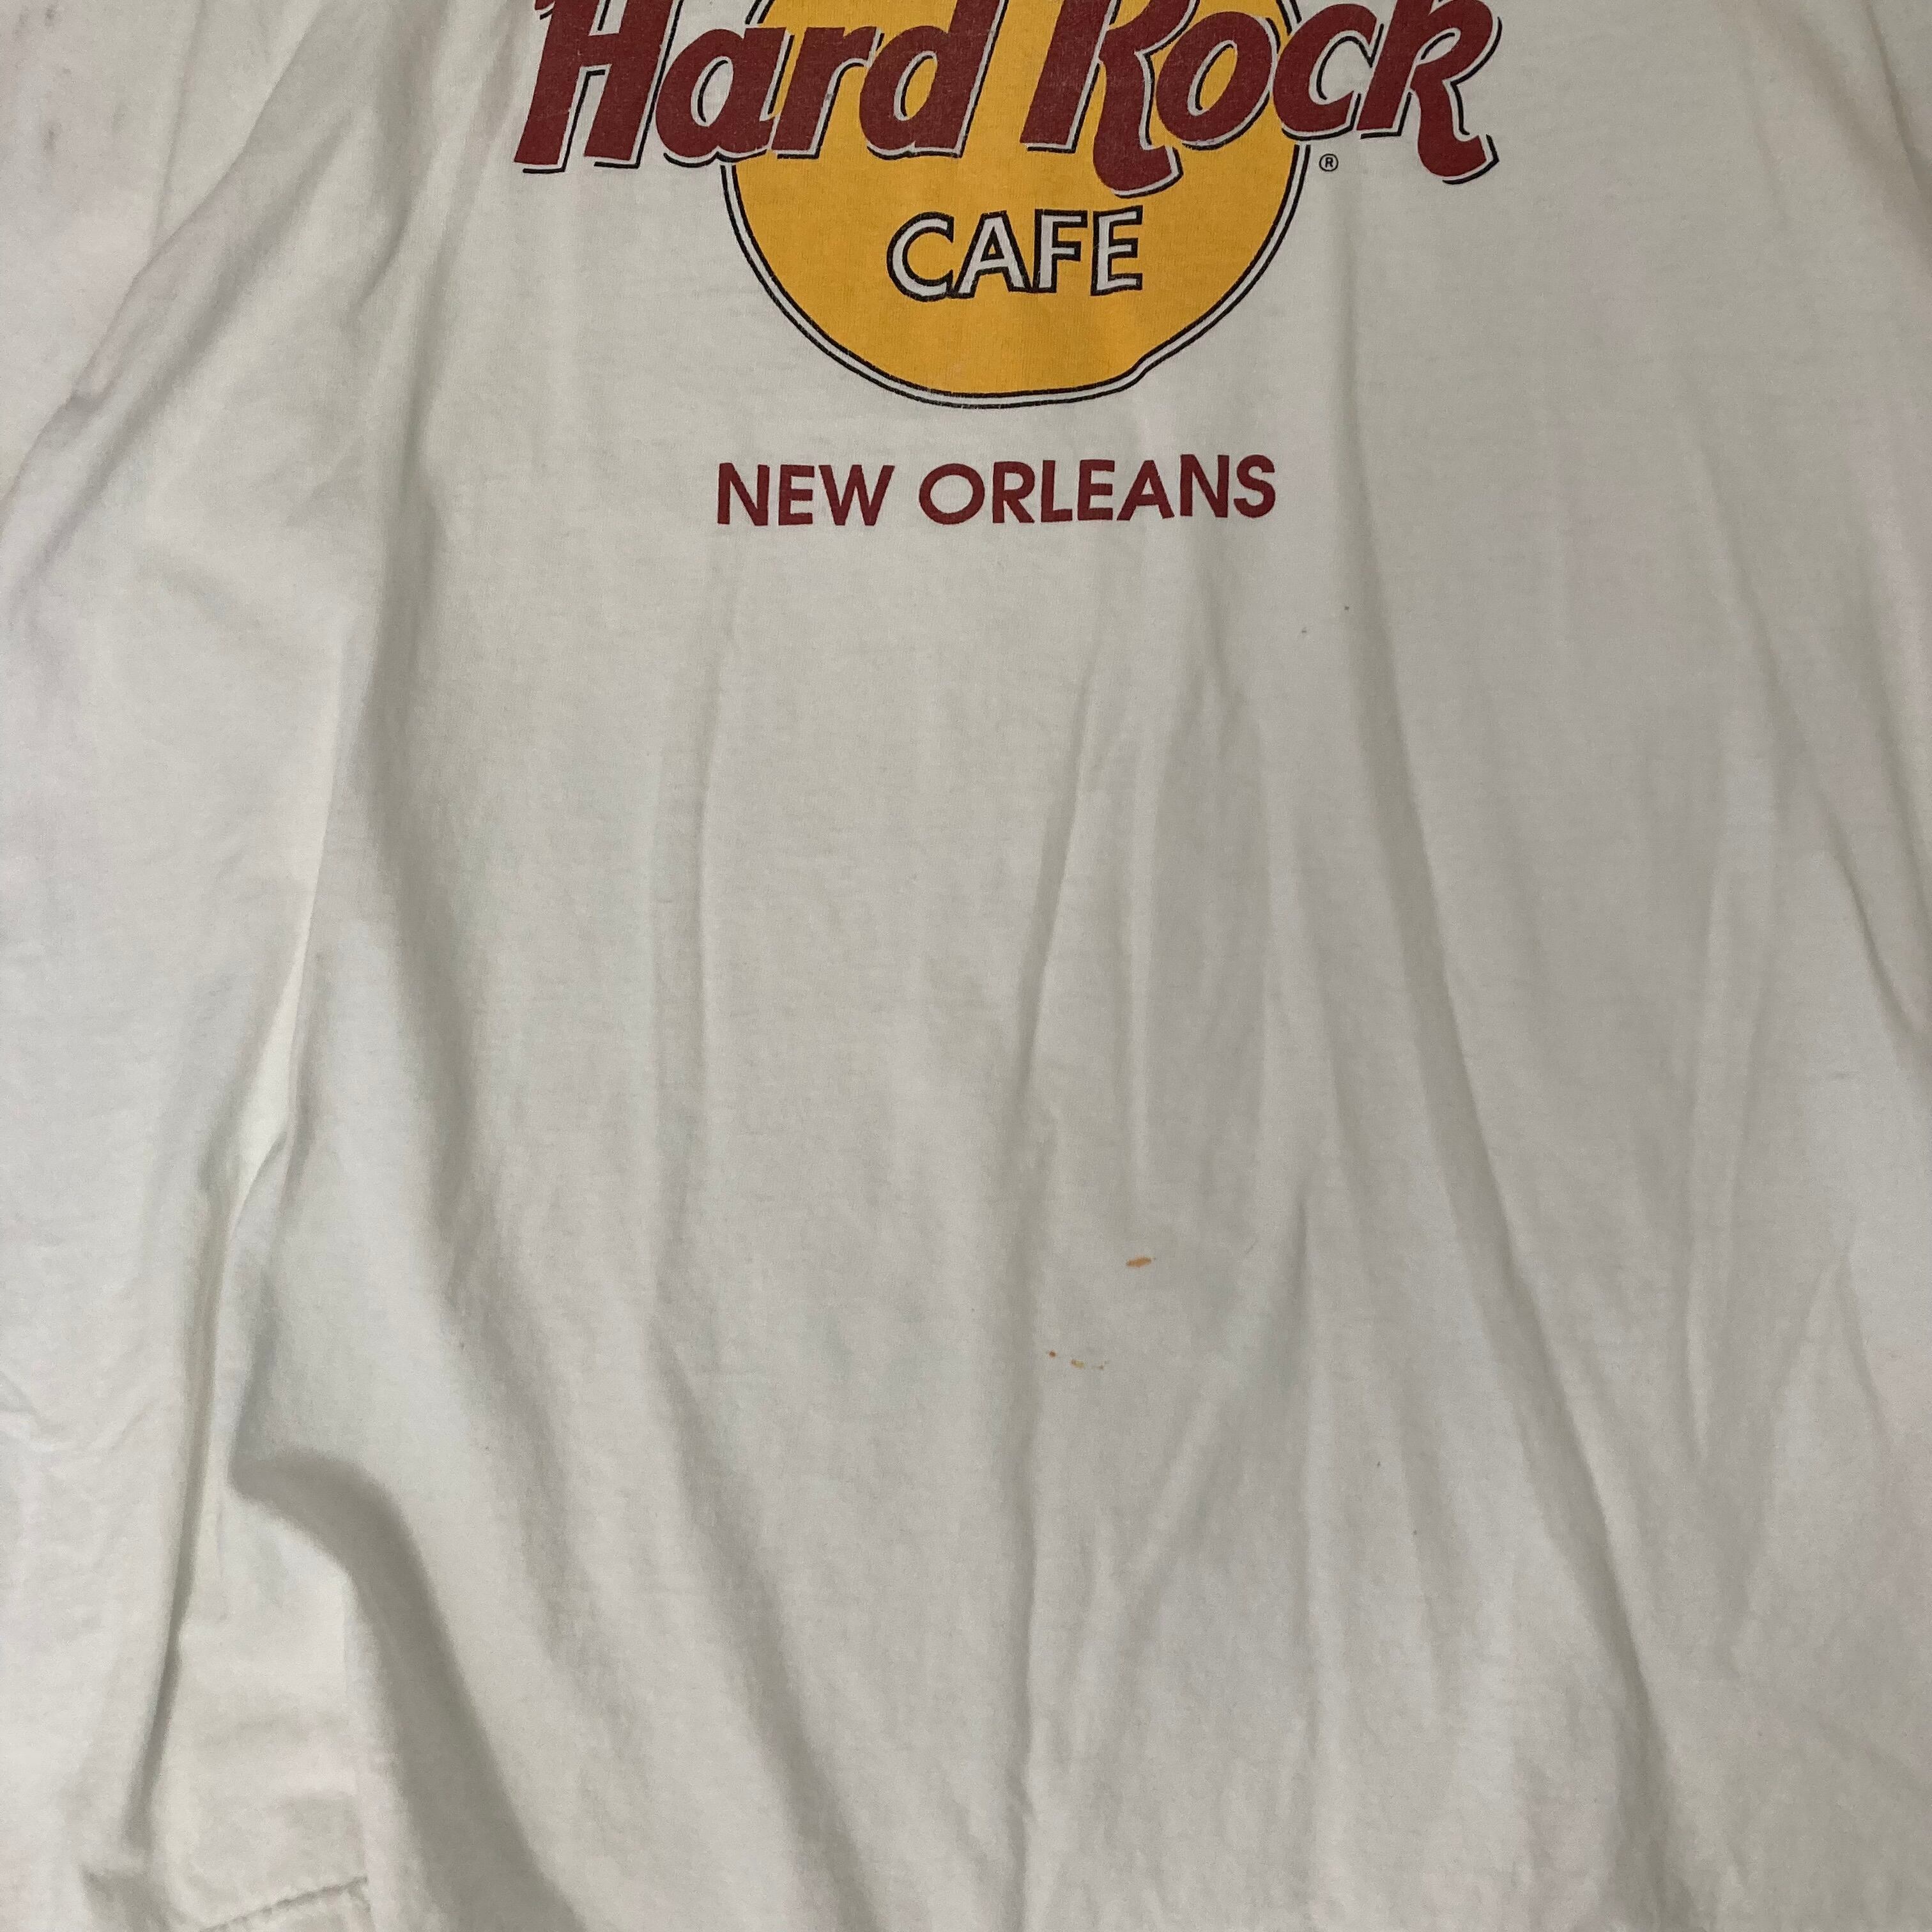 Hard Rock
®
CAFE
NEW ORLEANS